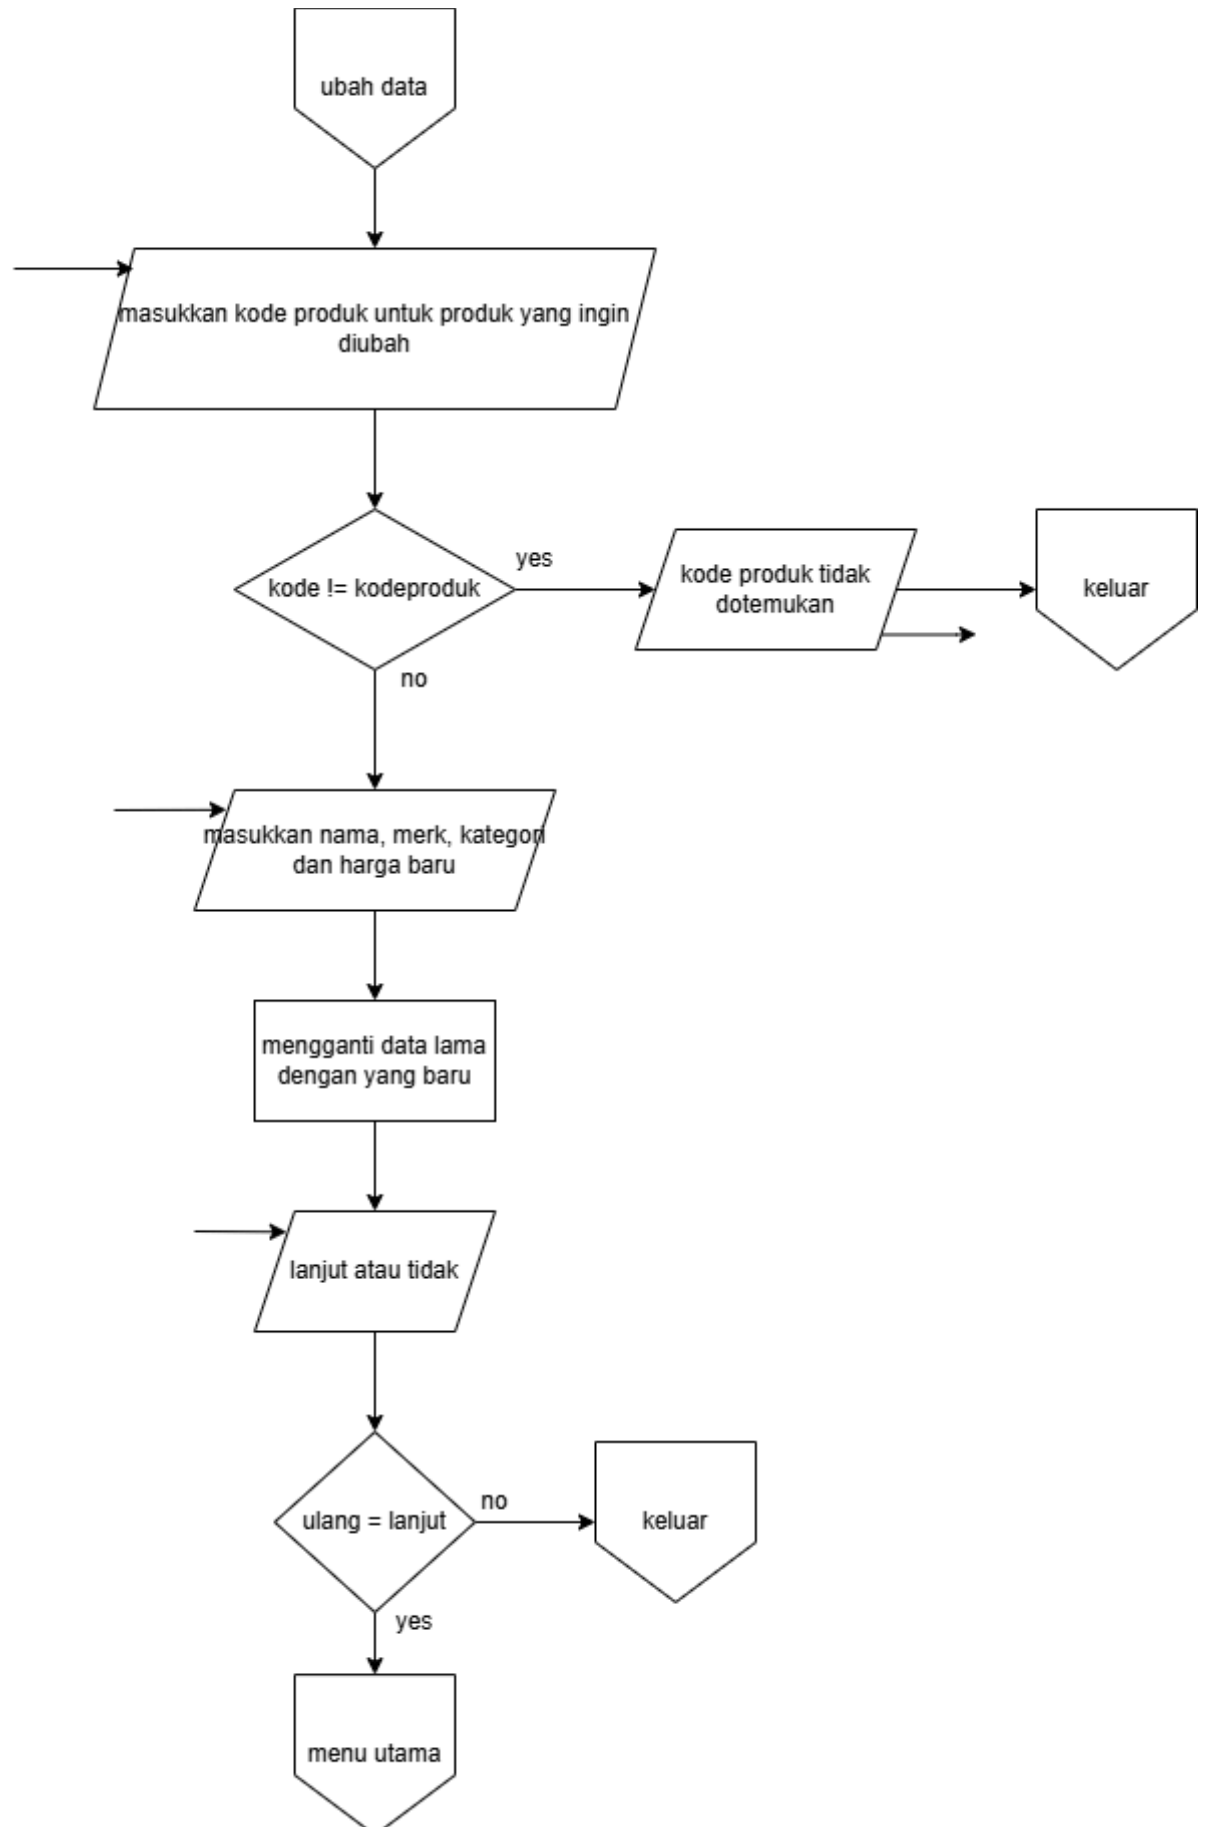 ubah data
masukkan kode produk untuk produk yang ingin
diubah
kode != kodeproduk
yes
kode produk tidak
dotemukan
keluar
no
masukkan nama, merk, kategori
dan harga baru
mengganti data lama
dengan yang baru
lanjut atau tidak
ulang = lanjut
no
keluar
yes
menu utama